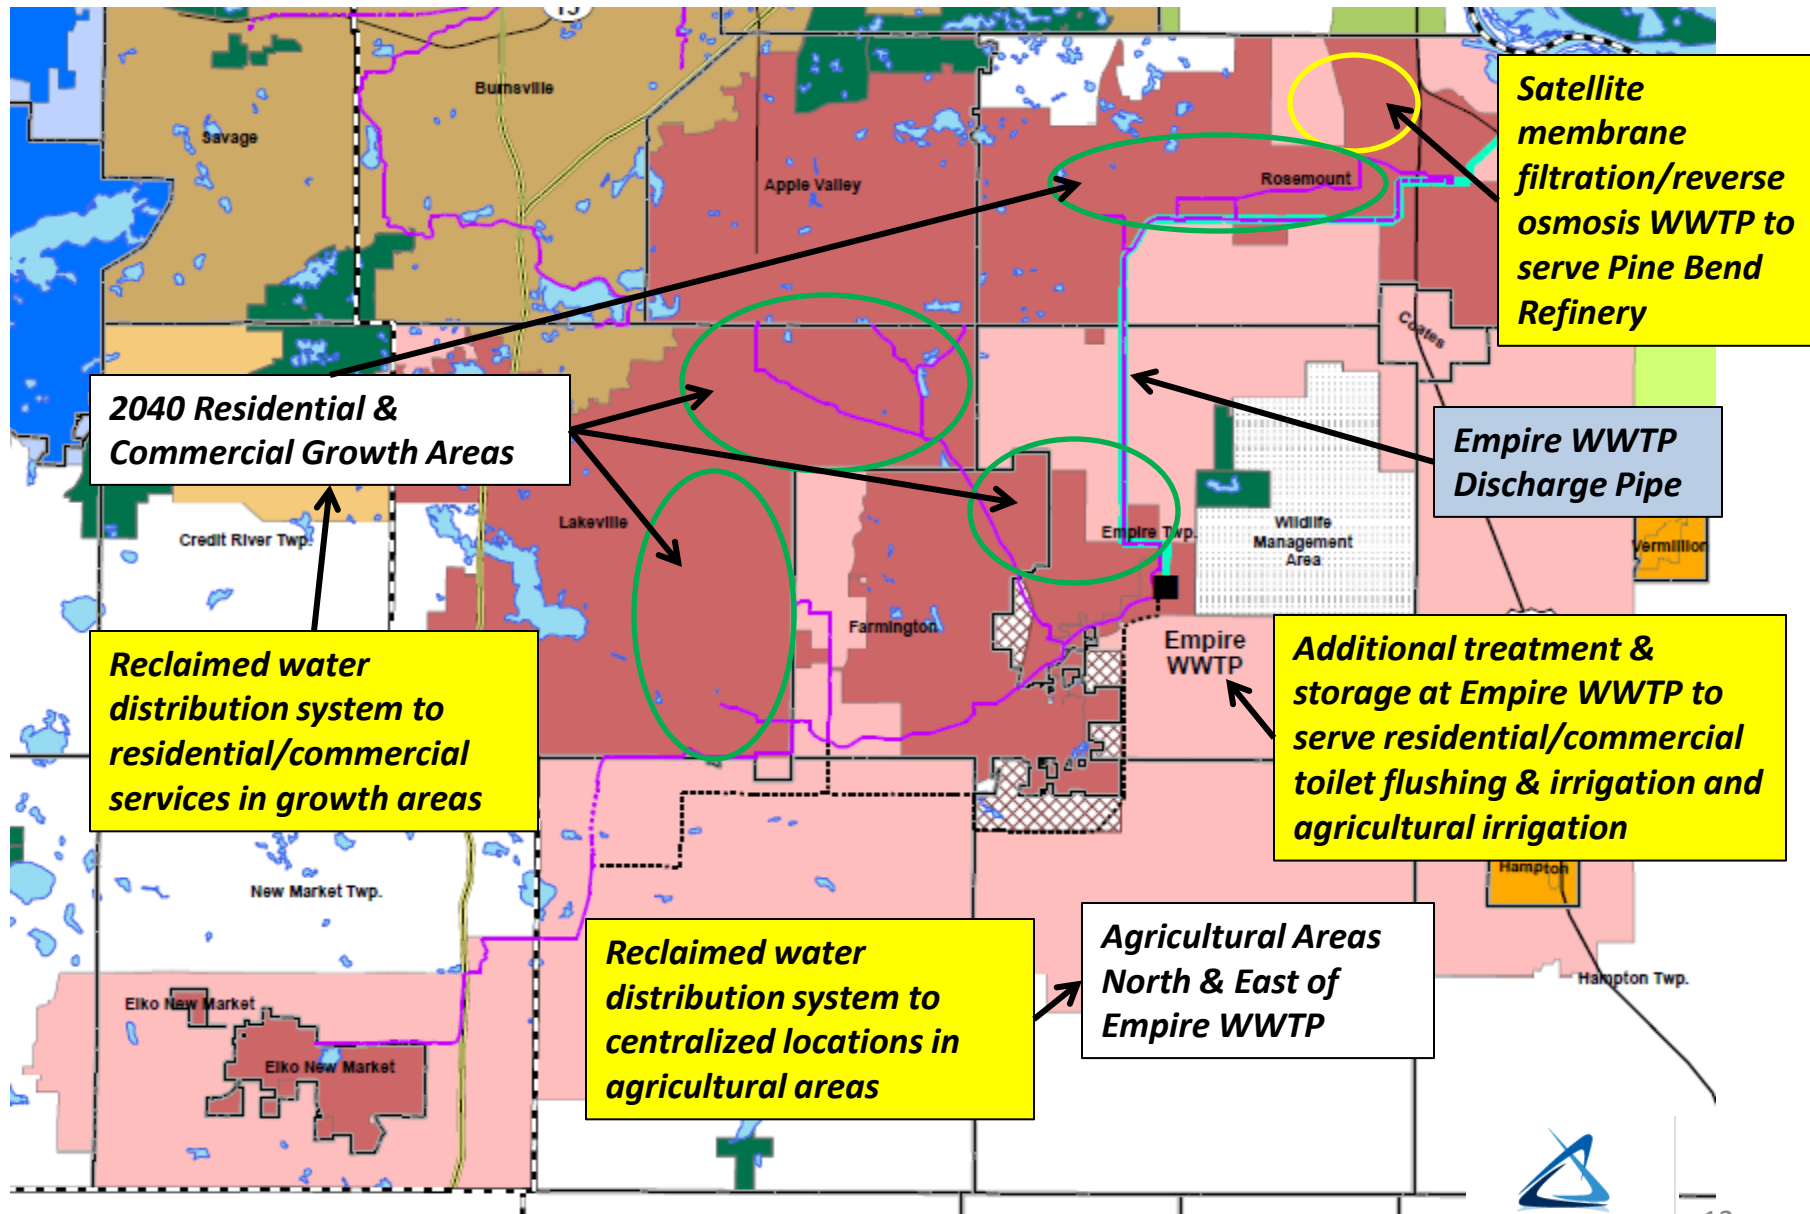 Burnsville
Savage
Apple Valley
Rosemount
Satellite
membrane
filtration/reverse
osmosis WWTP to
serve Pine Bend
Refinery
Coates
2040 Residential &
Commercial Growth Areas
Empire WWTP
Discharge Pipe
Credit River Twp.
Lakeville
Empire Twp.
Wildlife
Management
Area
Vermillion
Farmington
Empire
WWTP
Reclaimed water
distribution system to
residential/commercial
services in growth areas
Additional treatment &
storage at Empire WWTP to
serve residential/commercial
toilet flushing & irrigation and
agricultural irrigation
New Market Twp.
Hampton
Reclaimed water
distribution system to
centralized locations in
agricultural areas
Agricultural Areas
North & East of
Empire WWTP
Hampton Twp.
Elko New Market
Elko New Market